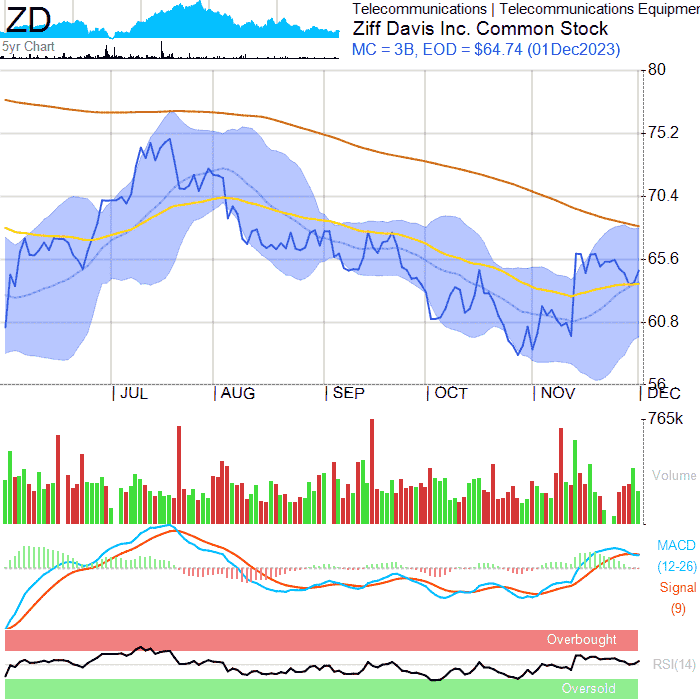 ZD
5yr Chart
Telecommunications | Telecommunications Equipmen
Ziff Davis Inc. Common Stock
MC = 3B, EOD = $64.74 (01Dec2023)
80
75.2
70.4
65.6
60.8
56
JUL AUG SEP OCT NOV DEC
765k
Volume
MACD
(12-26)
Signal
(9)
Overbought
RSI(14)
Oversold